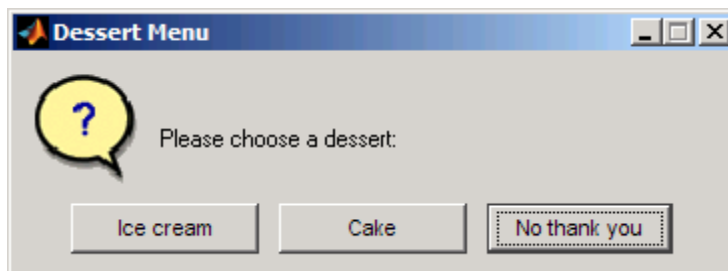 Dessert Menu
?
Please choose a dessert:
Ice cream Cake No thank you